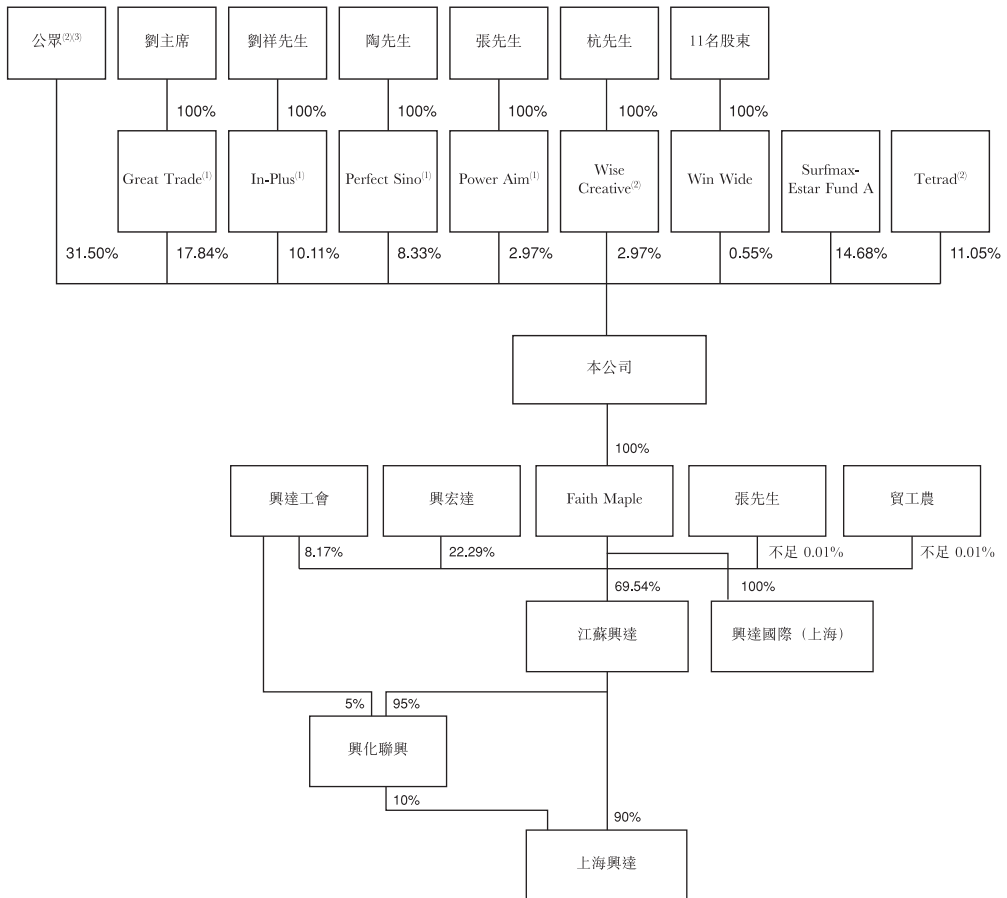 公眾(2)(3)
劉主席
劉祥先生
陶先生
張先生
杭先生
11名股東
100%
100%
100%
100%
100%
100%
Great Trade(1)
In-Plus(1)
Perfect Sino(1)
Power Aim(1)
Wise
Creative(2)
Win Wide
Surfmax-
Estar Fund A
Tetrad(2)
31.50%
17.84%
10.11%
8.33%
2.97%
2.97%
0.55%
14.68%
11.05%
本公司
100%
興達工會
興宏達
Faith Maple
張先生
貿工農
8.17%
22.29%
不足 0.01%
不足 0.01%
69.54%
100%
江蘇興達
興達國際（上海）
5%
95%
興化聯興
10%
90%
上海興達